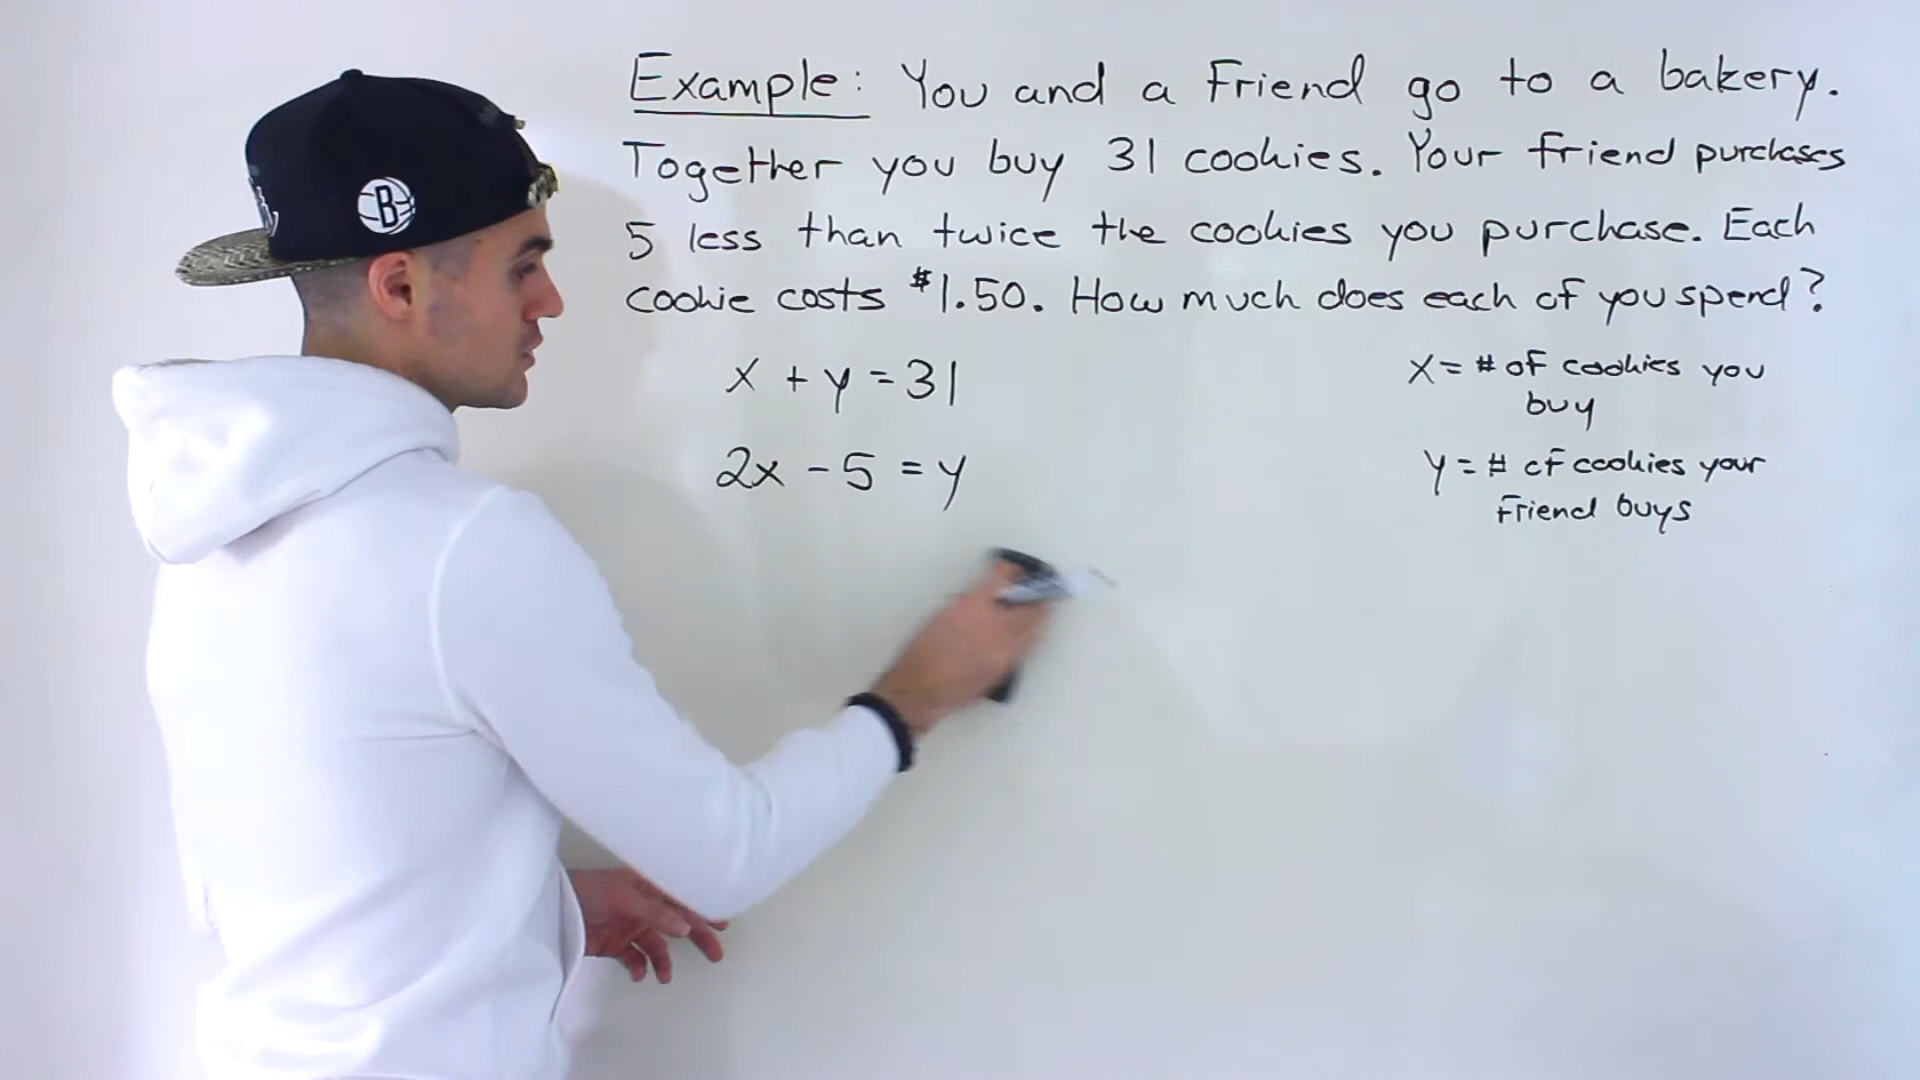 Example: You and a Friend go to a bakery.
Together you buy 31 cookies. Your friend purchases
5 less than twice the cookies you purchase. Each
cookie costs $1.50. How much does each of you spend?
x + y = 31
2x - 5 = y
X = # of cookies you
buy
Y = # of cookies your
Friend buys
B